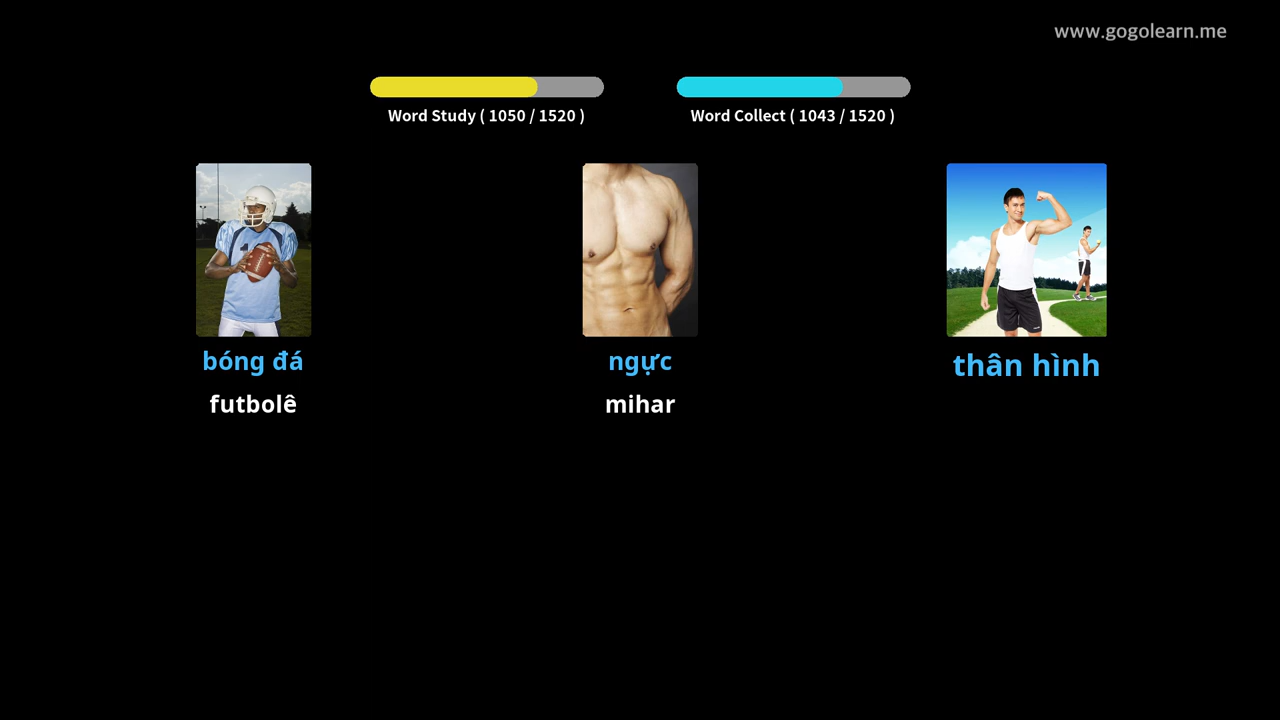 www.gogolearn.me
Word Study ( 1050 / 1520 )
Word Collect ( 1043 / 1520 )
bóng đá
futbolê
ngực
mihar
thân hình